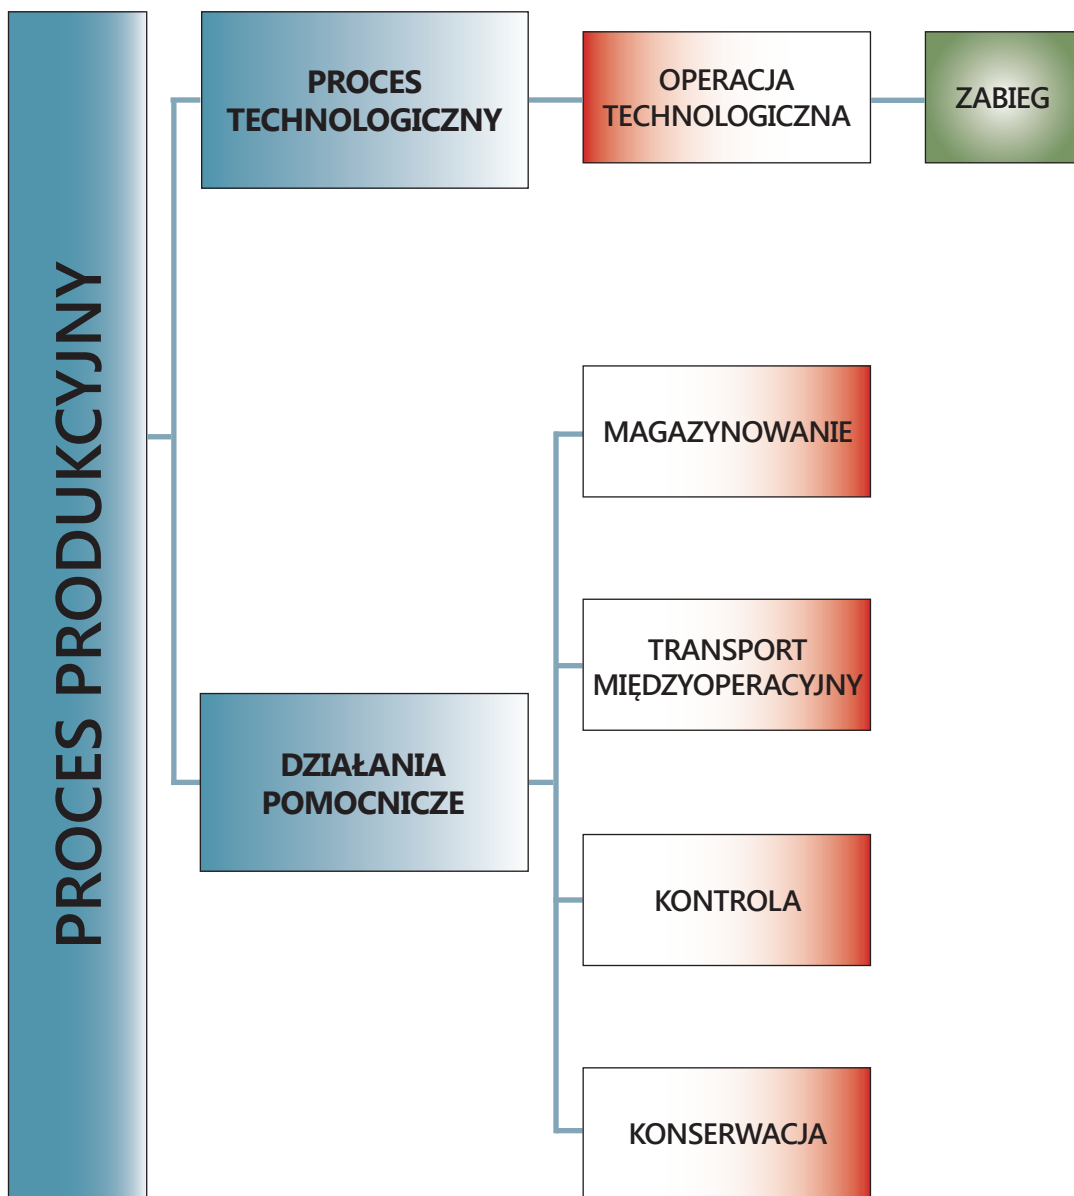 PROCES PRODUKCYJNY
PROCES
TECHNOLOGICZNY
OPERACJA
TECHNOLOGICZNA
ZABIEG
DZIAŁANIA
POMOCNICZE
MAGAZYNOWANIE
TRANSPORT
MIĘDZYOPERACYJNY
KONTROLA
KONSERWACJA